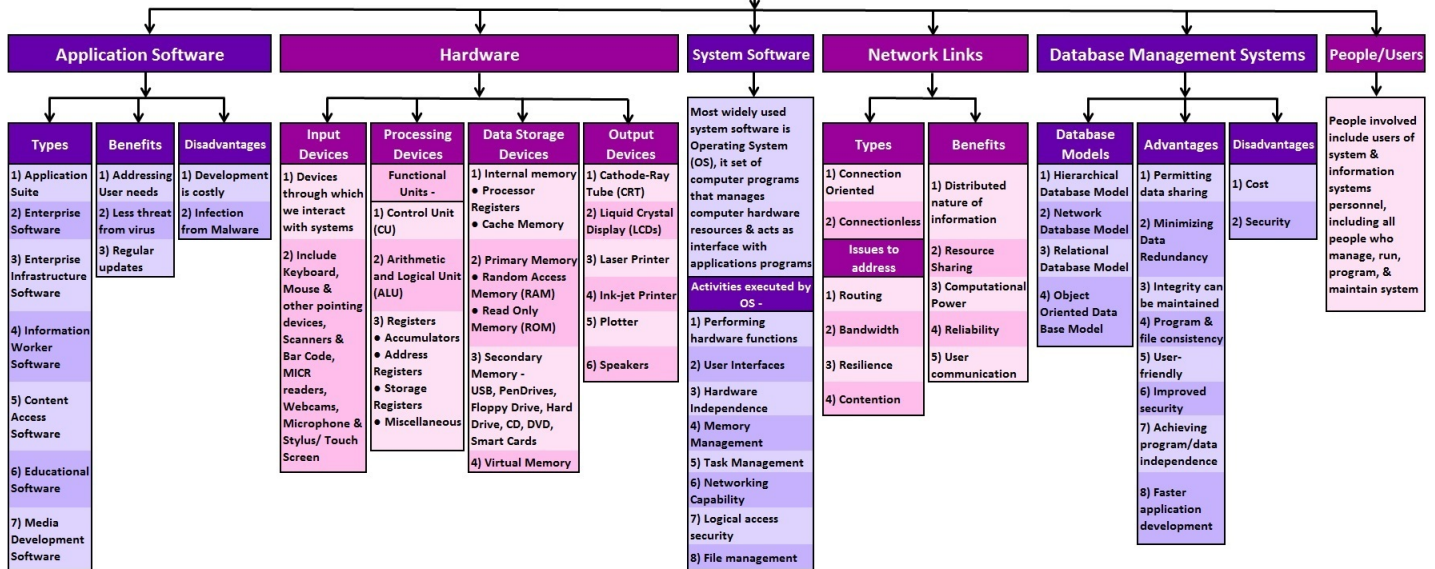 Application Software
Types
1) Application
Suite
2) Enterprise
Software
3) Enterprise
Infrastructure
Software
4) Information
Worker
Software
5) Content
Access
Software
6) Educational
Software
7) Media
Development
Software
Benefits
1) Addressing
User needs
2) Less threat
from virus
3) Regular
updates
Disadvantages
1) Development
is costly
2) Infection
from Malware
Hardware
Input
Devices
1) Devices
through which
we interact
with systems
2) Include
Keyboard,
Mouse &
other pointing
devices,
Scanners &
Bar Code,
MICR
readers,
Webcams,
Microphone &
Stylus/ Touch
Screen
Processing
Devices
Functional
Units -
1) Control Unit
(CU)
2) Arithmetic
and Logical Unit
(ALU)
3) Registers
● Accumulators
● Address
Registers
● Storage
Registers
● Miscellaneous
Data Storage
Devices
1) Internal memory
● Processor
Registers
● Cache Memory
2) Primary Memory
● Random Access
Memory (RAM)
● Read Only
Memory (ROM)
3) Secondary
Memory -
USB, PenDrives,
Floppy Drive, Hard
Drive, CD, DVD,
Smart Cards
4) Virtual Memory
Output
Devices
1) Cathode-Ray
Tube (CRT)
2) Liquid Crystal
Display (LCDs)
3) Laser Printer
4) Ink-jet Printer
5) Plotter
6) Speakers
System Software
Most widely used
system software is
Operating System
(OS), it set of
computer programs
that manages
computer hardware
resources & acts as
interface with
applications programs
Activities executed by
OS -
1) Performing
hardware functions
2) User Interfaces
3) Hardware
Independence
4) Memory
Management
5) Task Management
6) Networking
Capability
7) Logical access
security
8) File management
Network Links
Types
1) Connection
Oriented
2) Connectionless
Issues to
address
1) Routing
2) Bandwidth
3) Resilience
4) Contention
Benefits
1) Distributed
nature of
information
2) Resource
Sharing
3) Computational
Power
4) Reliability
5) User
communication
Database Management Systems
Database
Models
1) Hierarchical
Database Model
2) Network
Database Model
3) Relational
Database Model
4) Object
Oriented Data
Base Model
Advantages
1) Permitting
data sharing
2) Minimizing
Data
Redundancy
3) Integrity can
be maintained
4) Program &
file consistency
5) User-
friendly
6) Improved
security
7) Achieving
program/data
independence
8) Faster
application
development
Disadvantages
1) Cost
2) Security
People/Users
People involved
include users of
system &
information
systems
personnel,
including all
people who
manage, run,
program, &
maintain system